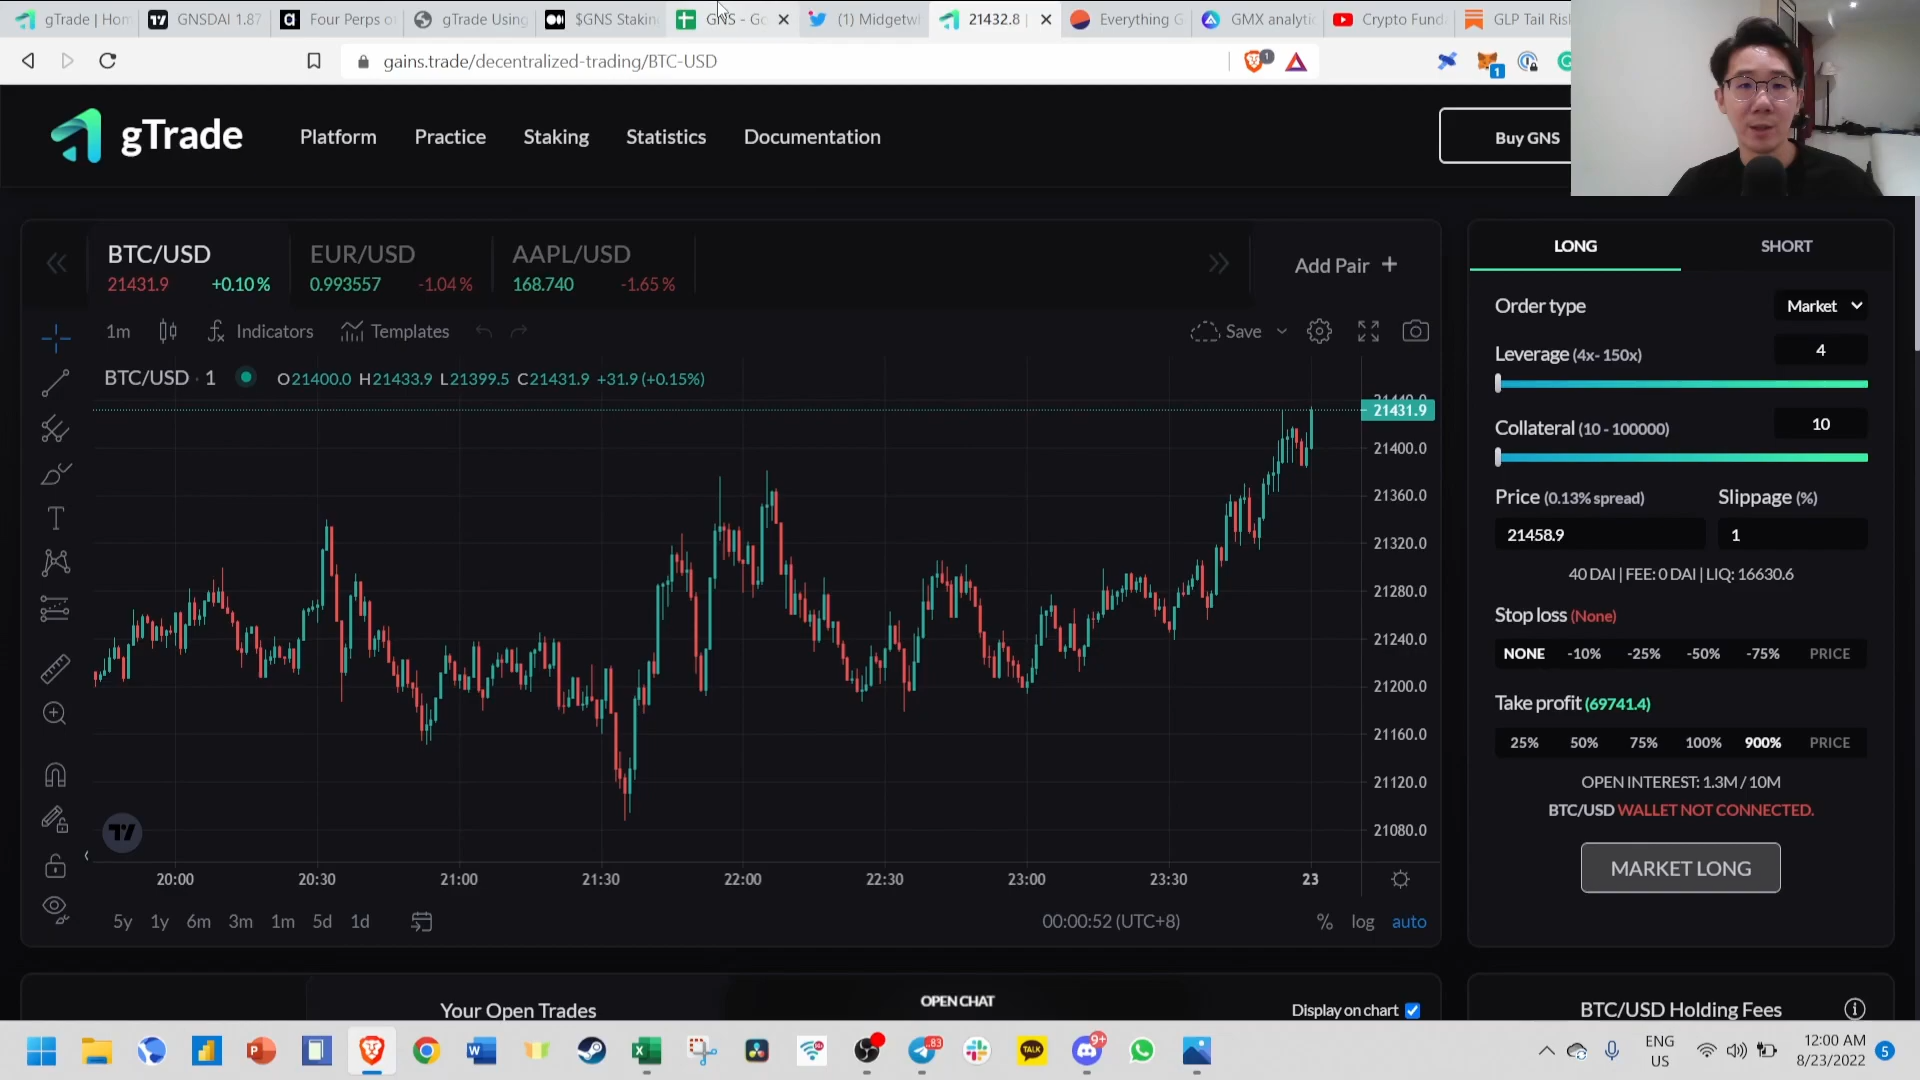 gTrade | Hom
GNSDAI 1.87
Four Perps o
gTrade Using
$GNS Stakin
GNS - Go
(1) Midgetwh
21432.8 |
Everything G
GMX analytic
Crypto Fund
GLP Tail Ris
gains.trade/decentralized-trading/BTC-USD
gTrade
Platform
Practice
Staking
Statistics
Documentation
Buy GNS
BTC/USD
21431.9 +0.10 %
EUR/USD
0.993557 -1.04 %
AAPL/USD
168.740 -1.65 %
Add Pair +
1m
Indicators
Templates
Save
BTC/USD · 1
O21400.0 H21433.9 L21399.5 C21431.9 +31.9 (+0.15%)
21440.0
21431.9
21400.0
21360.0
21320.0
21280.0
21240.0
21200.0
21160.0
21120.0
21080.0
20:00 20:30 21:00 21:30 22:00 22:30 23:00 23:30 23
5y 1y 6m 3m 1m 5d 1d
00:00:52 (UTC+8)
% log auto
LONG SHORT
Order type Market
Leverage (4x- 150x) 4
Collateral (10 - 100000) 10
Price (0.13% spread) Slippage (%)
21458.9 1
40 DAI | FEE: 0 DAI | LIQ: 16630.6
Stop loss (None)
NONE -10% -25% -50% -75% PRICE
Take profit (69741.4)
25% 50% 75% 100% 900% PRICE
OPEN INTEREST: 1.3M / 10M
BTC/USD WALLET NOT CONNECTED.
MARKET LONG
Your Open Trades
OPEN CHAT
Display on chart
BTC/USD Holding Fees
83
TALK
9+
ENG
US
12:00 AM
8/23/2022
5